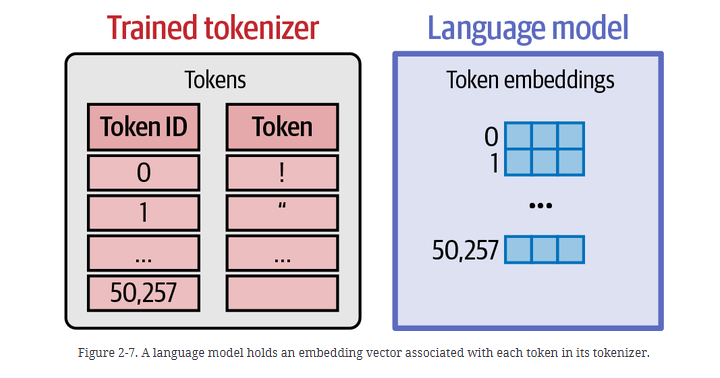 Trained tokenizer
Tokens
Token ID Token
0 !
1 “
... ...
50,257
Language model
Token embeddings
0
1
...
50,257
Figure 2-7. A language model holds an embedding vector associated with each token in its tokenizer.